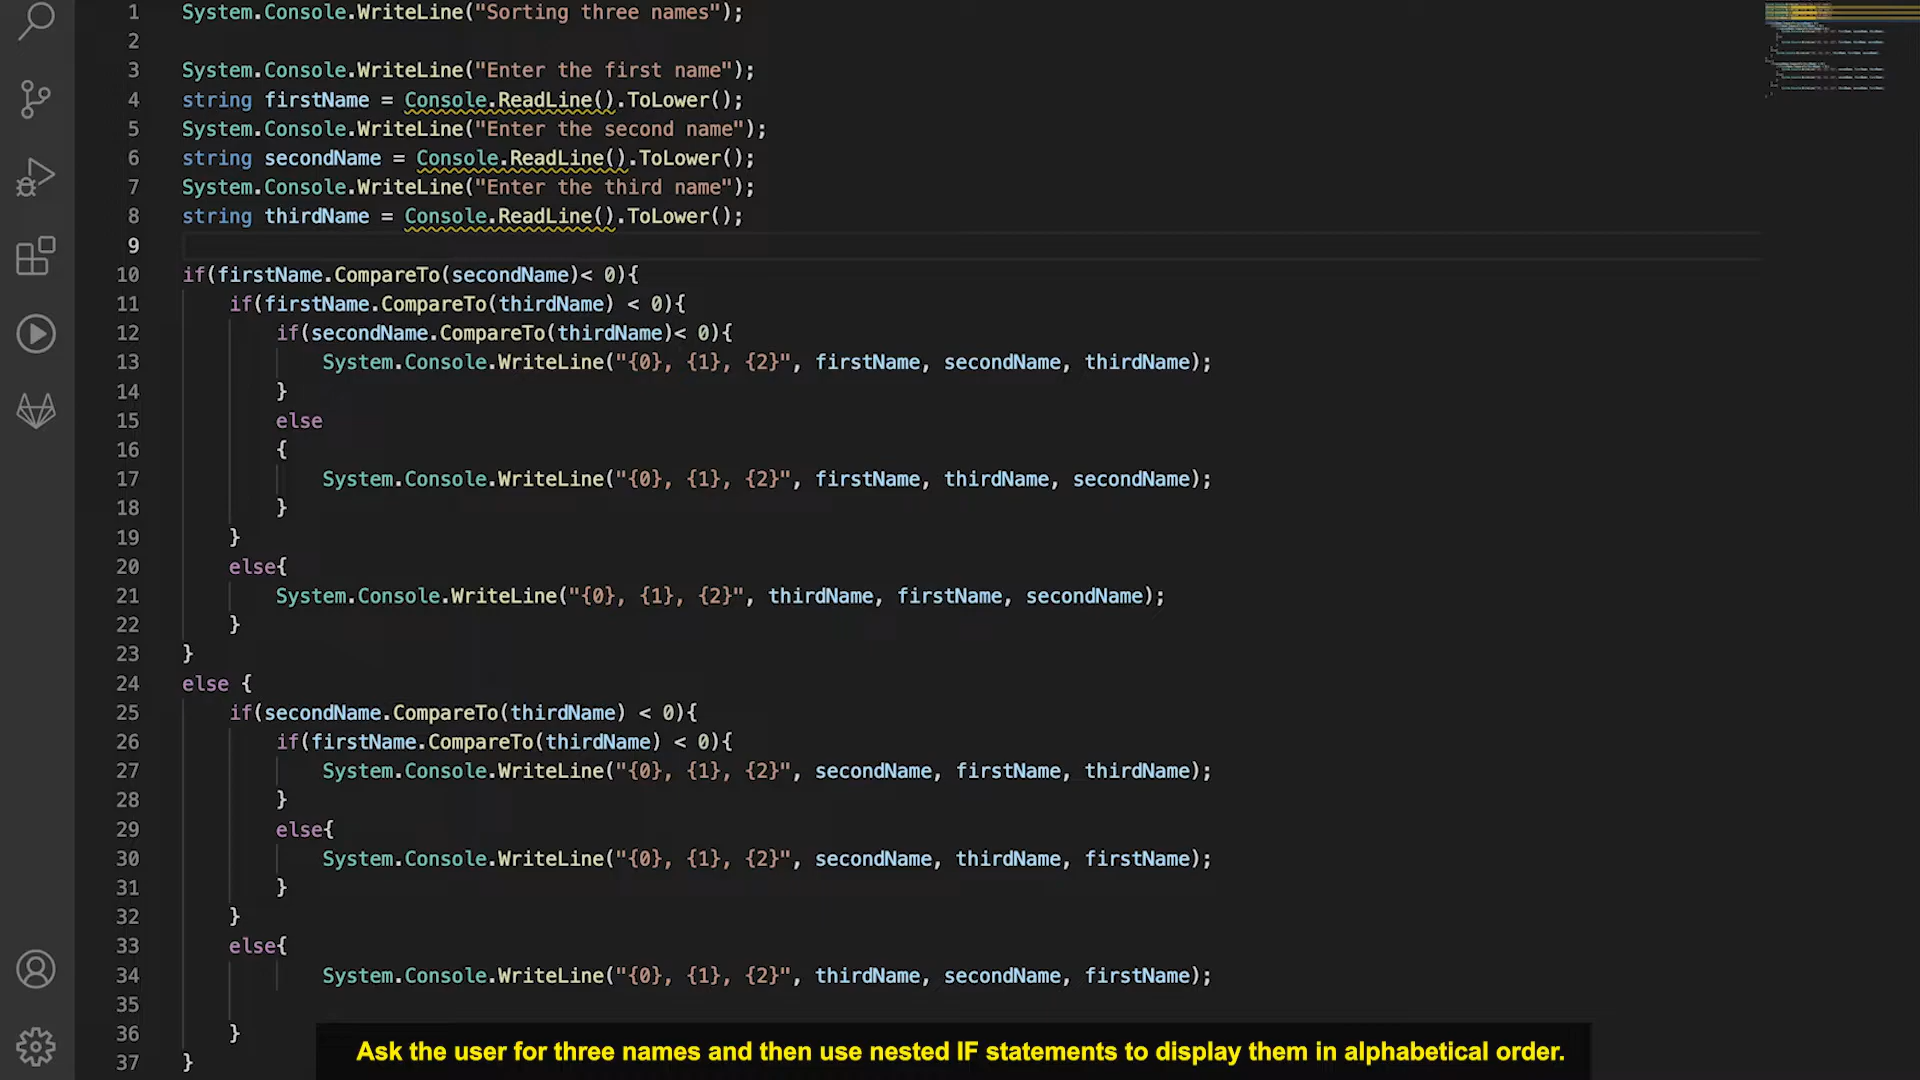 1 System.Console.WriteLine("Sorting three names");
2
3 System.Console.WriteLine("Enter the first name");
4 string firstName = Console.ReadLine().ToLower();
5 System.Console.WriteLine("Enter the second name");
6 string secondName = Console.ReadLine().ToLower();
7 System.Console.WriteLine("Enter the third name");
8 string thirdName = Console.ReadLine().ToLower();
9
10 if(firstName.CompareTo(secondName)< 0){
11     if(firstName.CompareTo(thirdName) < 0){
12         if(secondName.CompareTo(thirdName)< 0){
13             System.Console.WriteLine("{0}, {1}, {2}", firstName, secondName, thirdName);
14         }
15         else
16         {
17             System.Console.WriteLine("{0}, {1}, {2}", firstName, thirdName, secondName);
18         }
19     }
20     else{
21         System.Console.WriteLine("{0}, {1}, {2}", thirdName, firstName, secondName);
22     }
23 }
24 else {
25     if(secondName.CompareTo(thirdName) < 0){
26         if(firstName.CompareTo(thirdName) < 0){
27             System.Console.WriteLine("{0}, {1}, {2}", secondName, firstName, thirdName);
28         }
29         else{
30             System.Console.WriteLine("{0}, {1}, {2}", secondName, thirdName, firstName);
31         }
32     }
33     else{
34             System.Console.WriteLine("{0}, {1}, {2}", thirdName, secondName, firstName);
35
36     }
37 }
Ask the user for three names and then use nested IF statements to display them in alphabetical order.